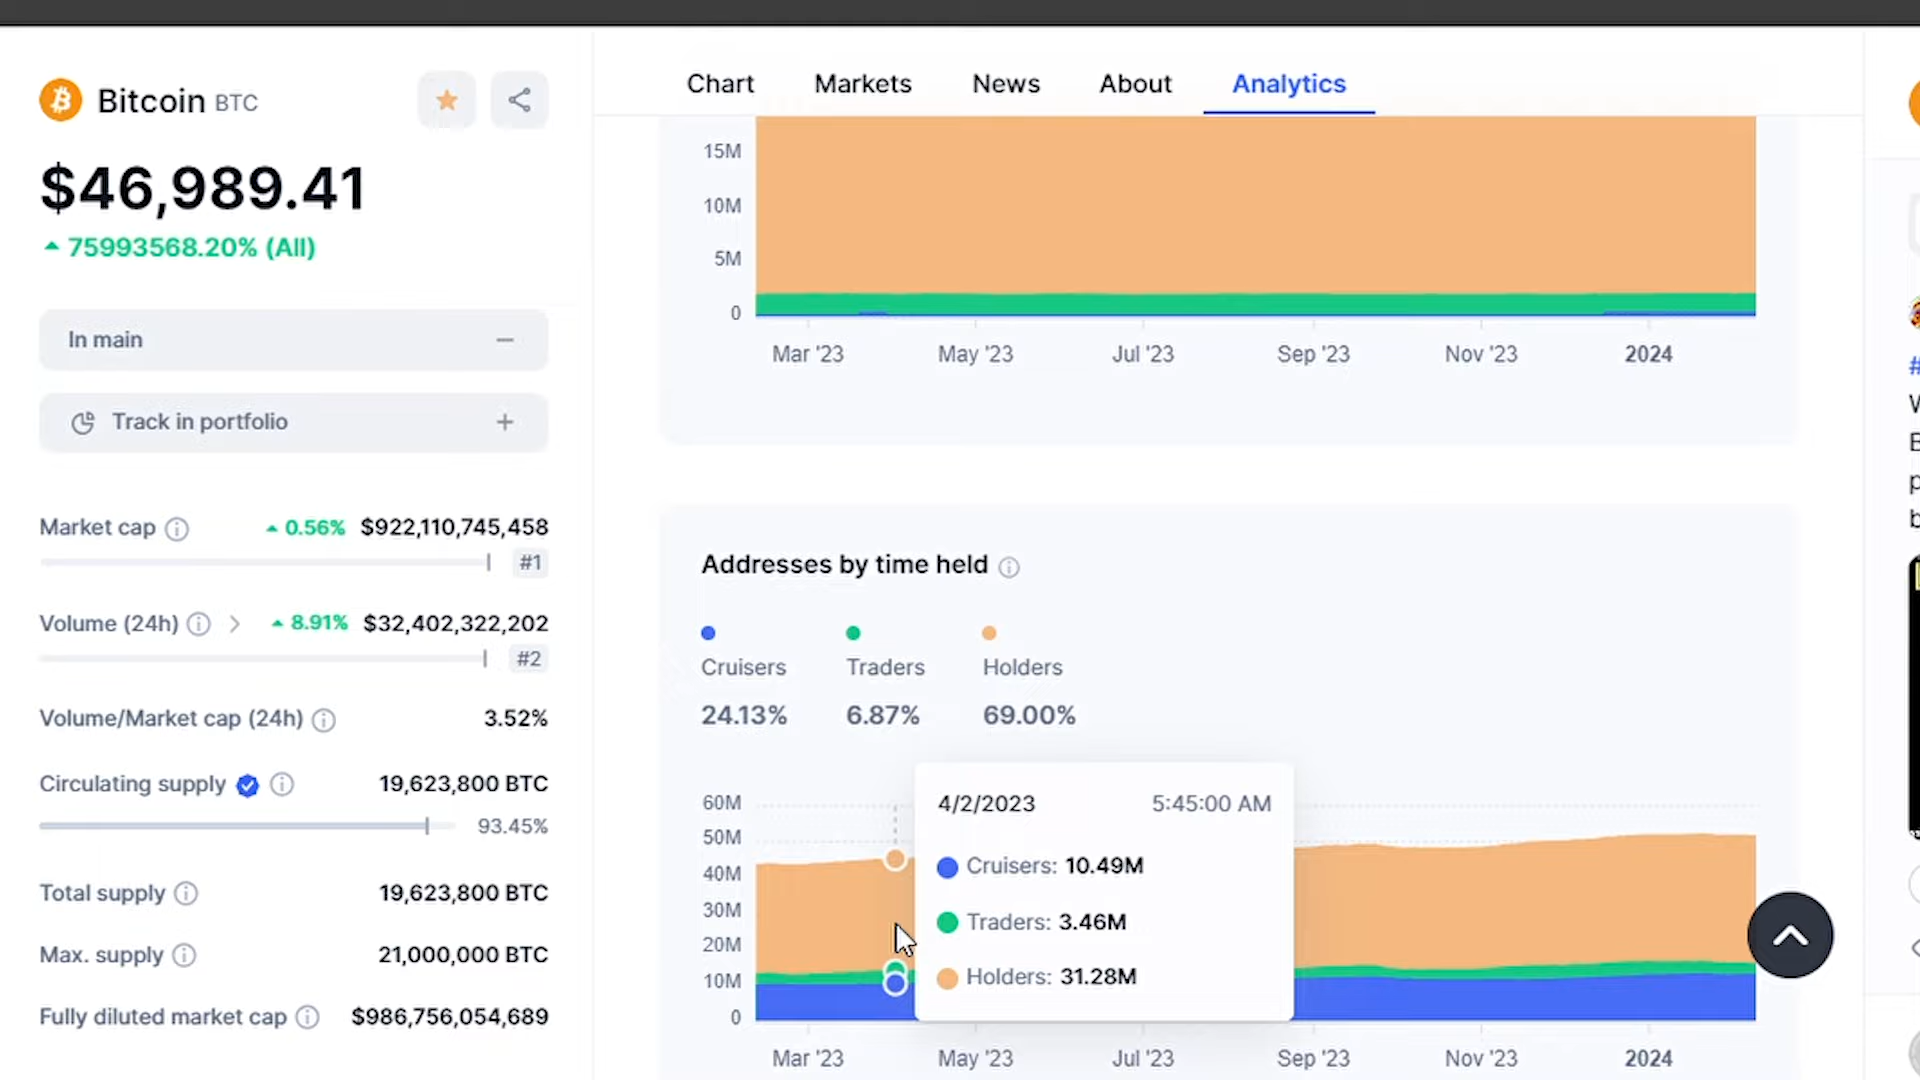 Bitcoin BTC
$46,989.41
75993568.20% (All)
In main
Track in portfolio
Market cap 0.56% $922,110,745,458
#1
Volume (24h) 8.91% $32,402,322,202
#2
Volume/Market cap (24h) 3.52%
Circulating supply 19,623,800 BTC
93.45%
Total supply 19,623,800 BTC
Max. supply 21,000,000 BTC
Fully diluted market cap $986,756,054,689
Chart Markets News About Analytics
15M
10M
5M
0
Mar '23 May '23 Jul '23 Sep '23 Nov '23 2024
Addresses by time held
Cruisers Traders Holders
24.13% 6.87% 69.00%
60M
50M
40M
30M
20M
10M
0
4/2/2023 5:45:00 AM
Cruisers: 10.49M
Traders: 3.46M
Holders: 31.28M
Mar '23 May '23 Jul '23 Sep '23 Nov '23 2024